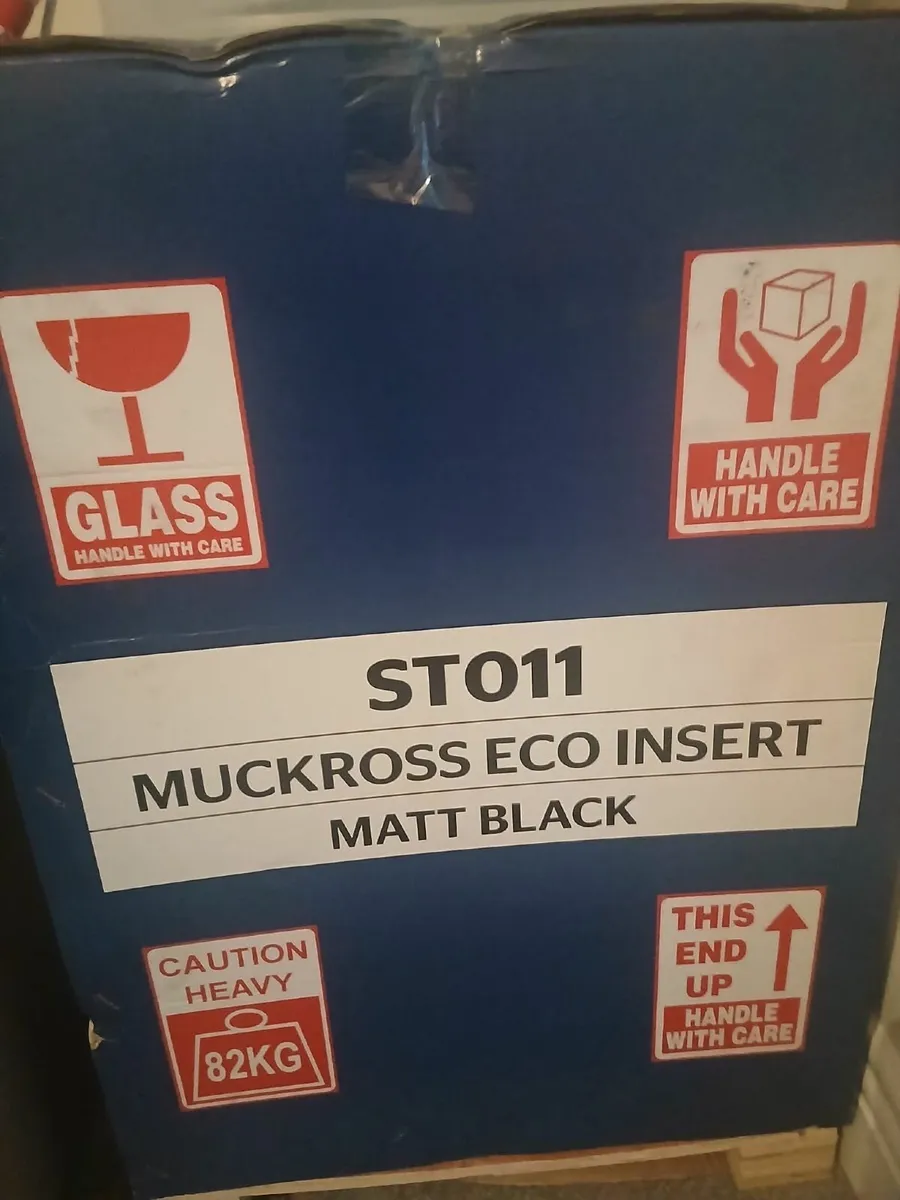 GLASS
HANDLE WITH CARE
HANDLE
WITH CARE
ST011
MUCKROSS ECO INSERT
MATT BLACK
CAUTION
HEAVY
82KG
THIS
END
UP
HANDLE
WITH CARE